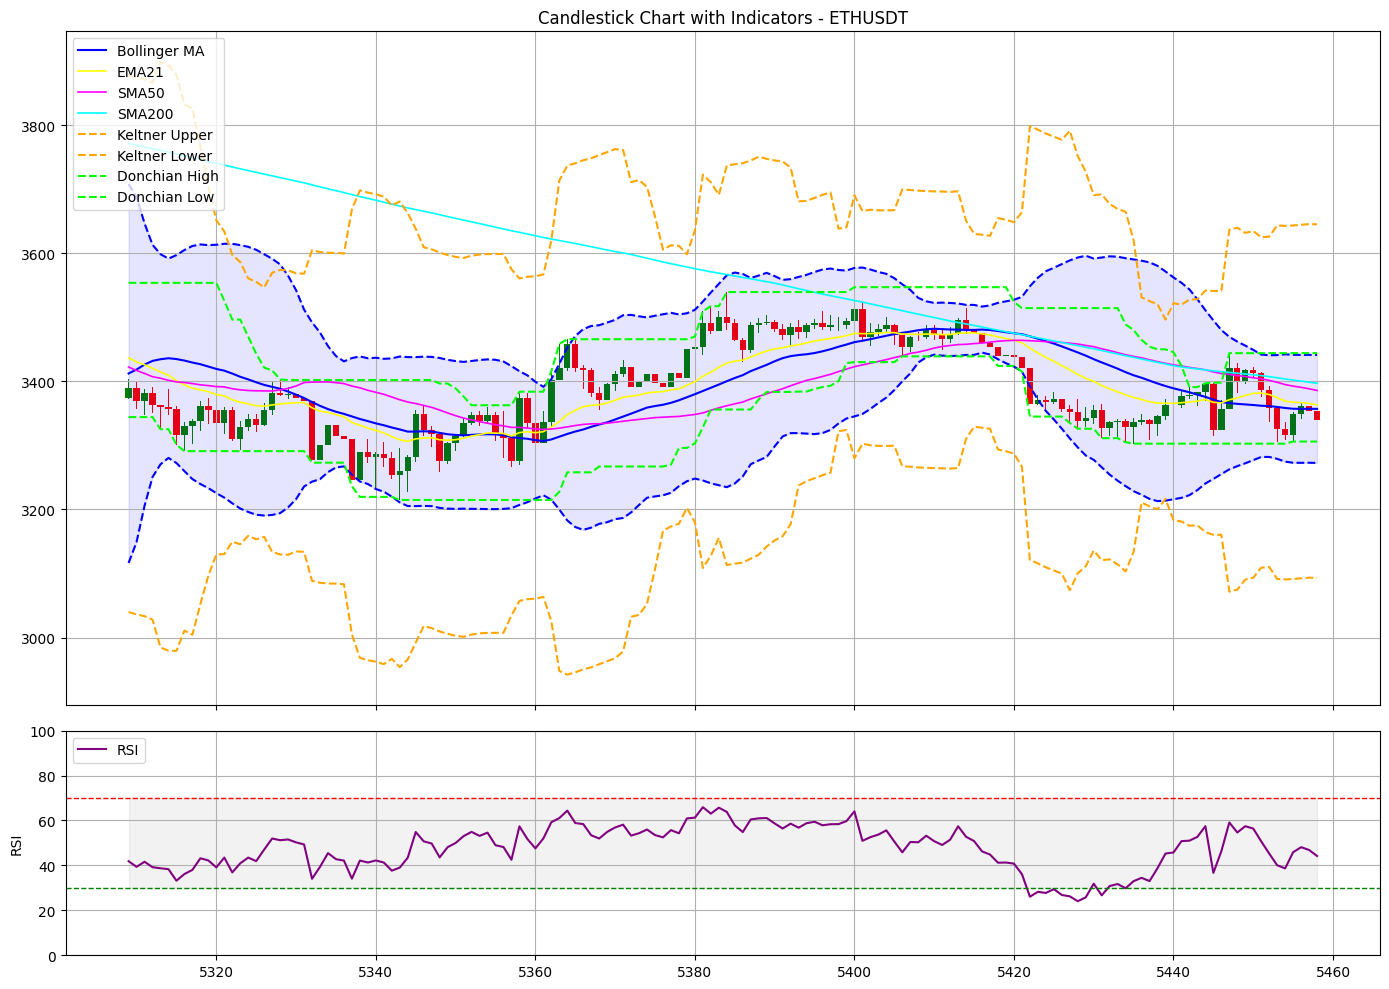 Candlestick Chart with Indicators - ETHUSDT
Bollinger MA
EMA21
SMA50
SMA200
Keltner Upper
Keltner Lower
Donchian High
Donchian Low
3800
3600
3400
3200
3000
RSI
100
80
60
40
20
0
RSI
5320
5340
5360
5380
5400
5420
5440
5460